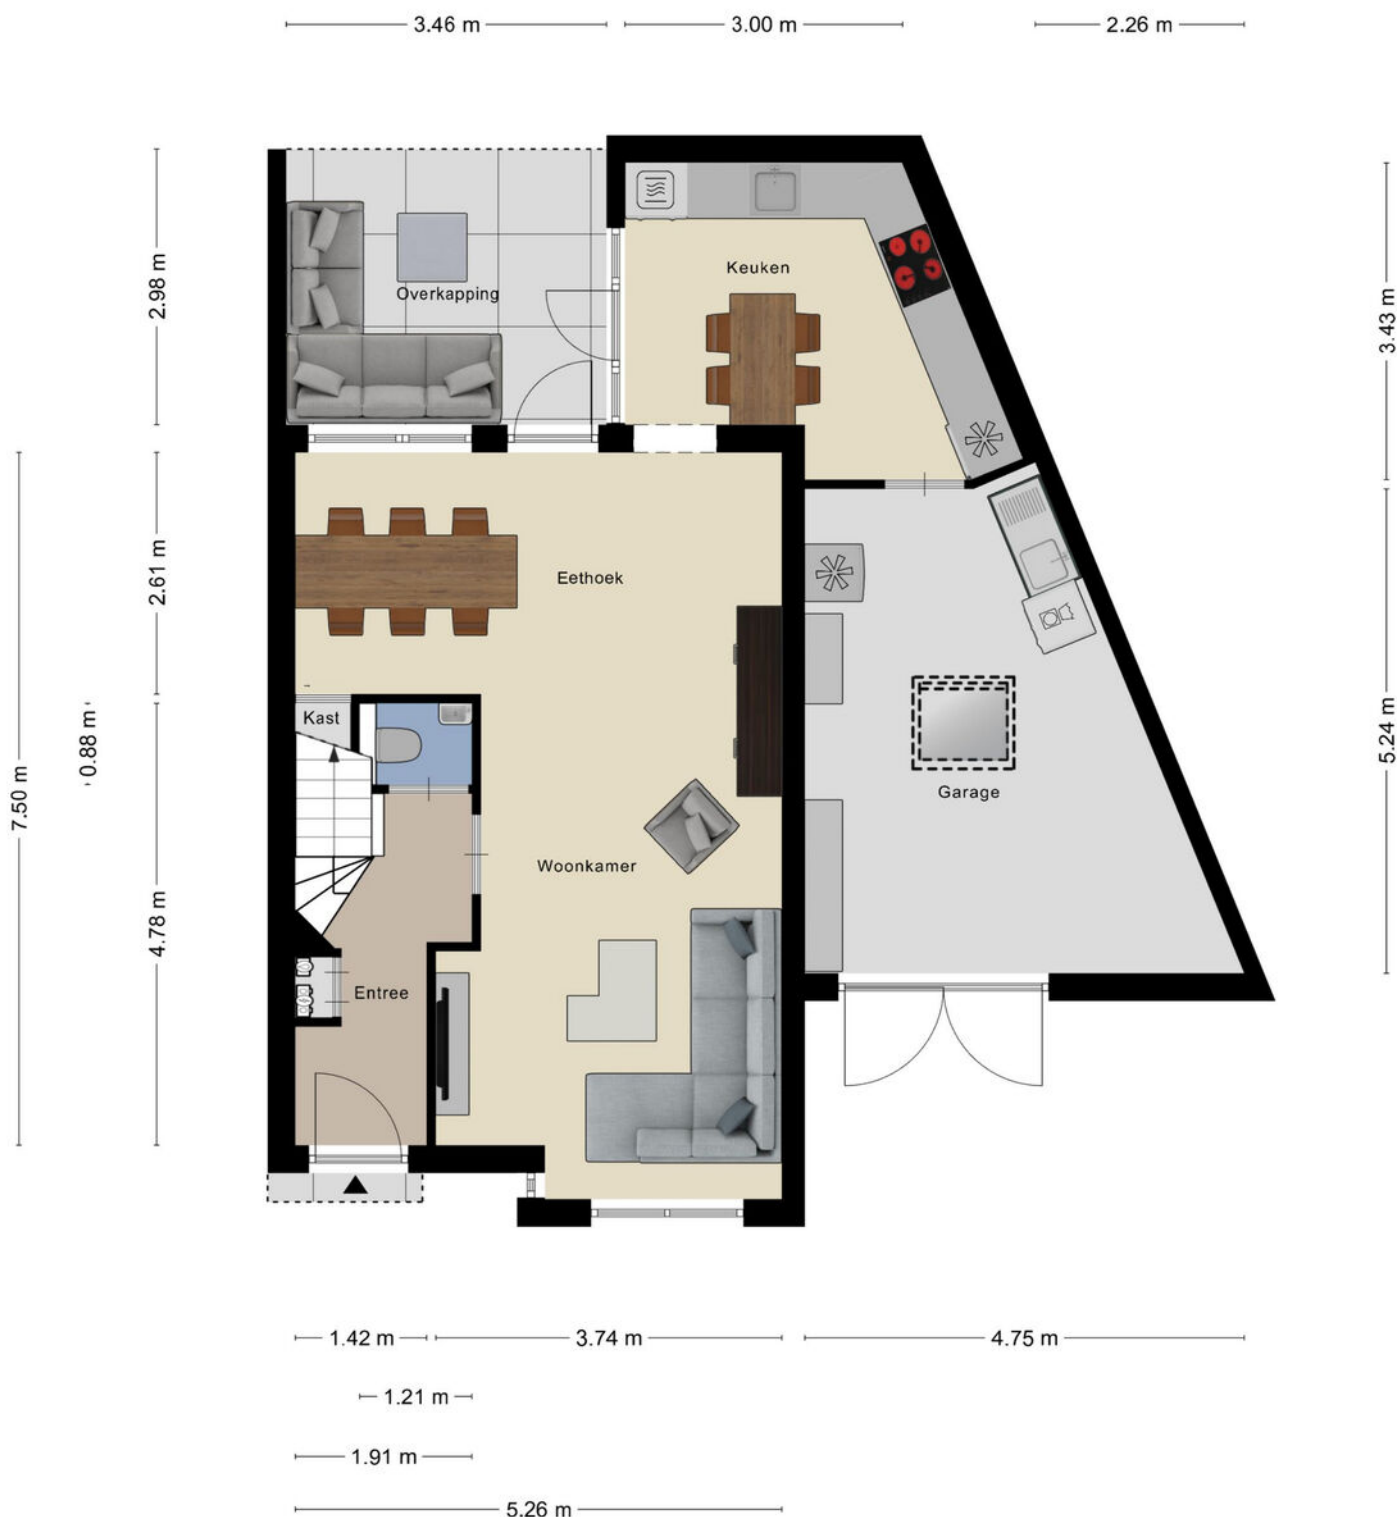 3.46 m
3.00 m
2.26 m
2.98 m
3.43 m
Keuken
Overkapping
2.61 m
Eethoek
Kast
0.88 m
5.24 m
7.50 m
Garage
Woonkamer
4.78 m
Entree
1.42 m
3.74 m
4.75 m
1.21 m
1.91 m
5.26 m